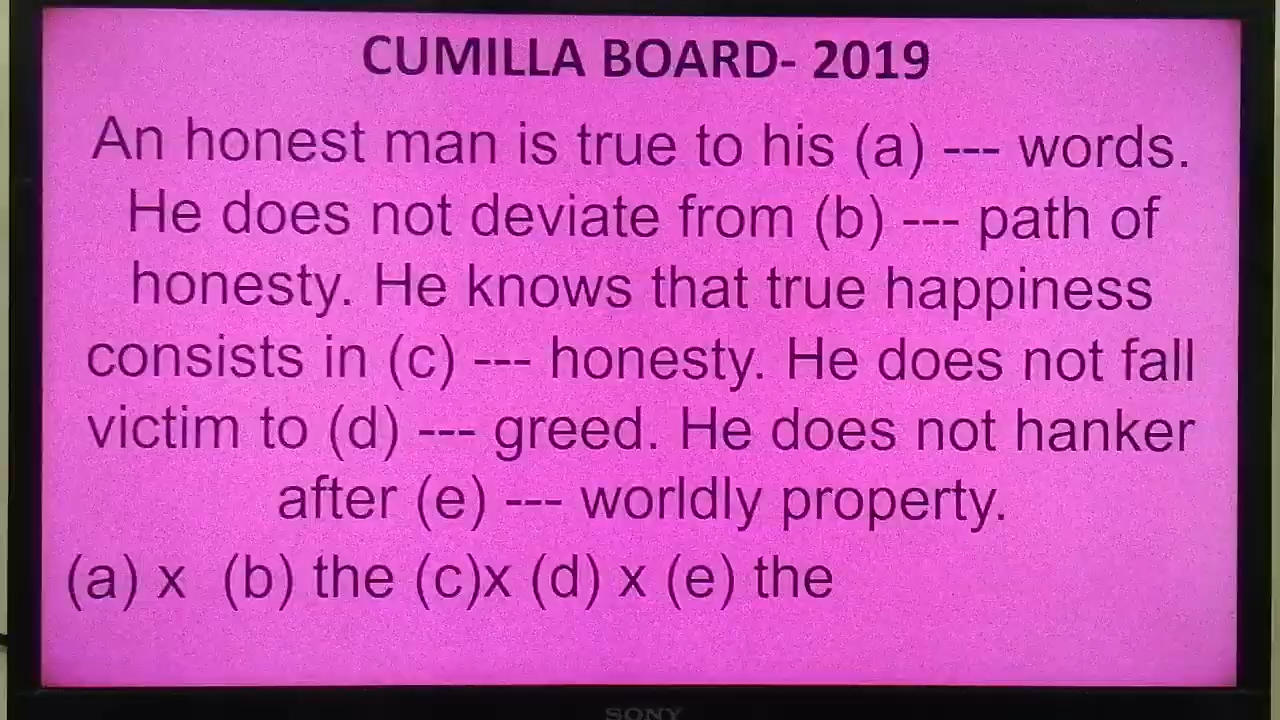 CUMILLA BOARD- 2019
An honest man is true to his (a) --- words.
He does not deviate from (b) --- path of
honesty. He knows that true happiness
consists in (c) --- honesty. He does not fall
victim to (d) --- greed. He does not hanker
after (e) --- worldly property.
(a) x (b) the (c)x (d) x (e) the
SONY